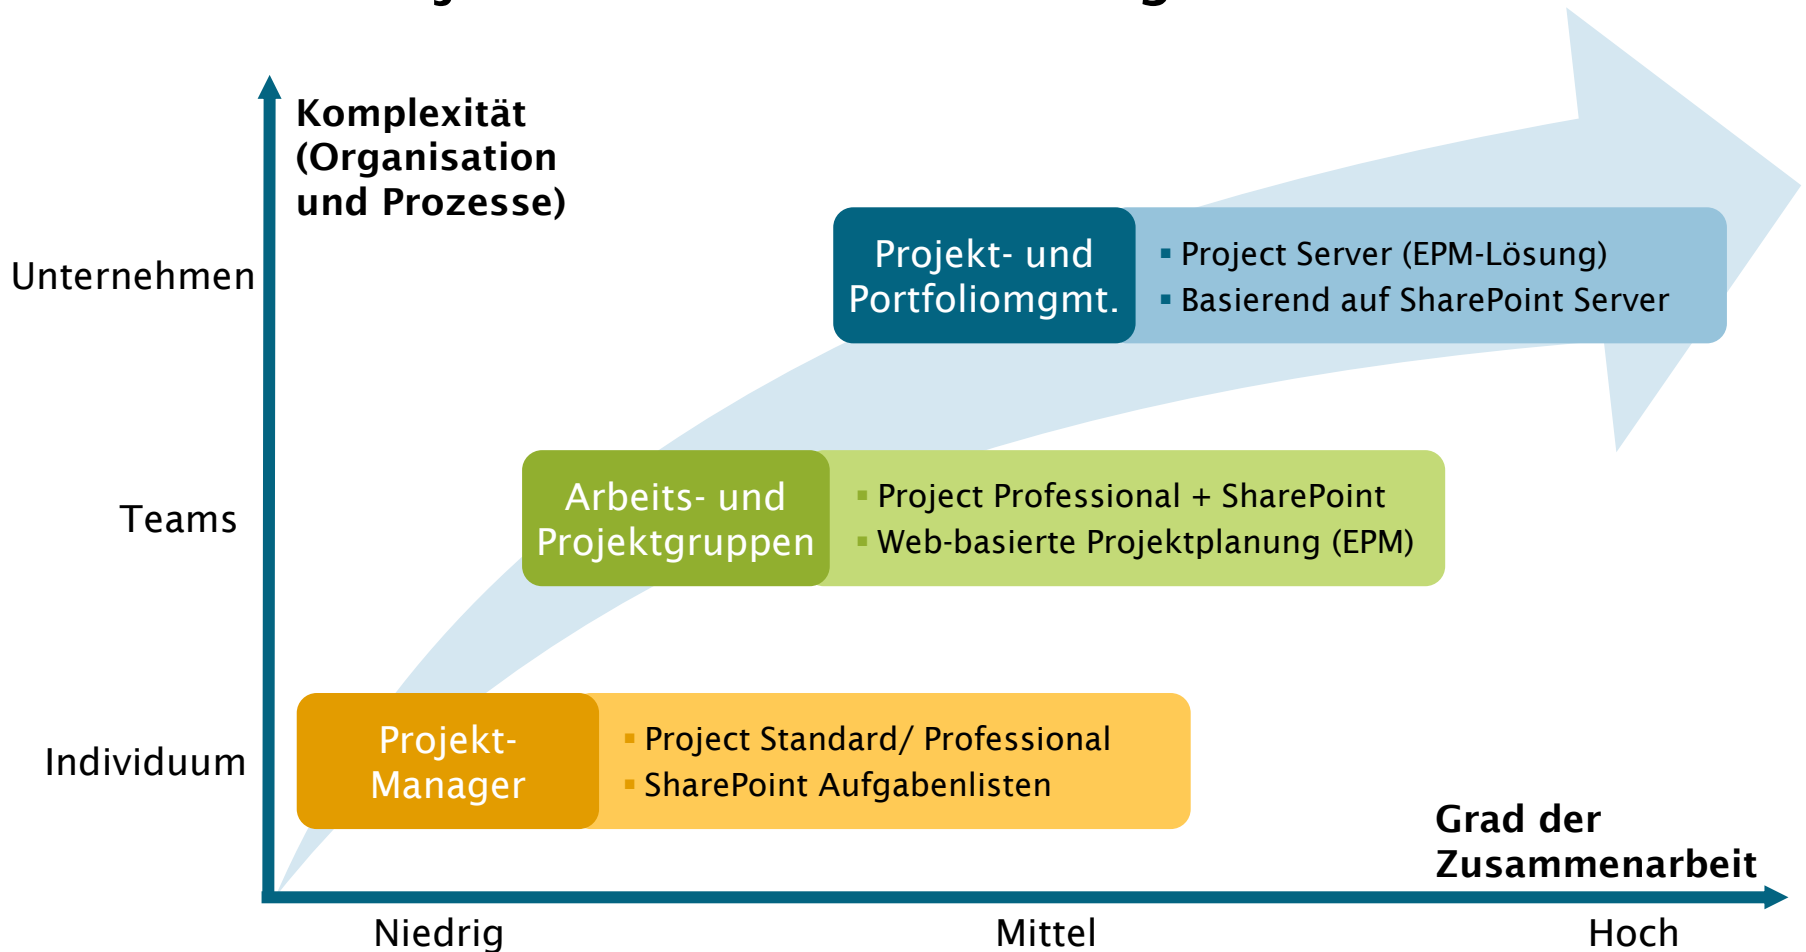 Komplexität
(Organisation
und Prozesse)
Unternehmen
Projekt- und
Portfoliomgmt.
▪ Project Server (EPM-Lösung)
▪ Basierend auf SharePoint Server
Teams
Arbeits- und
Projektgruppen
▪ Project Professional + SharePoint
▪ Web-basierte Projektplanung (EPM)
Individuum
Projekt-
Manager
▪ Project Standard/ Professional
▪ SharePoint Aufgabenlisten
Grad der
Zusammenarbeit
Niedrig
Mittel
Hoch